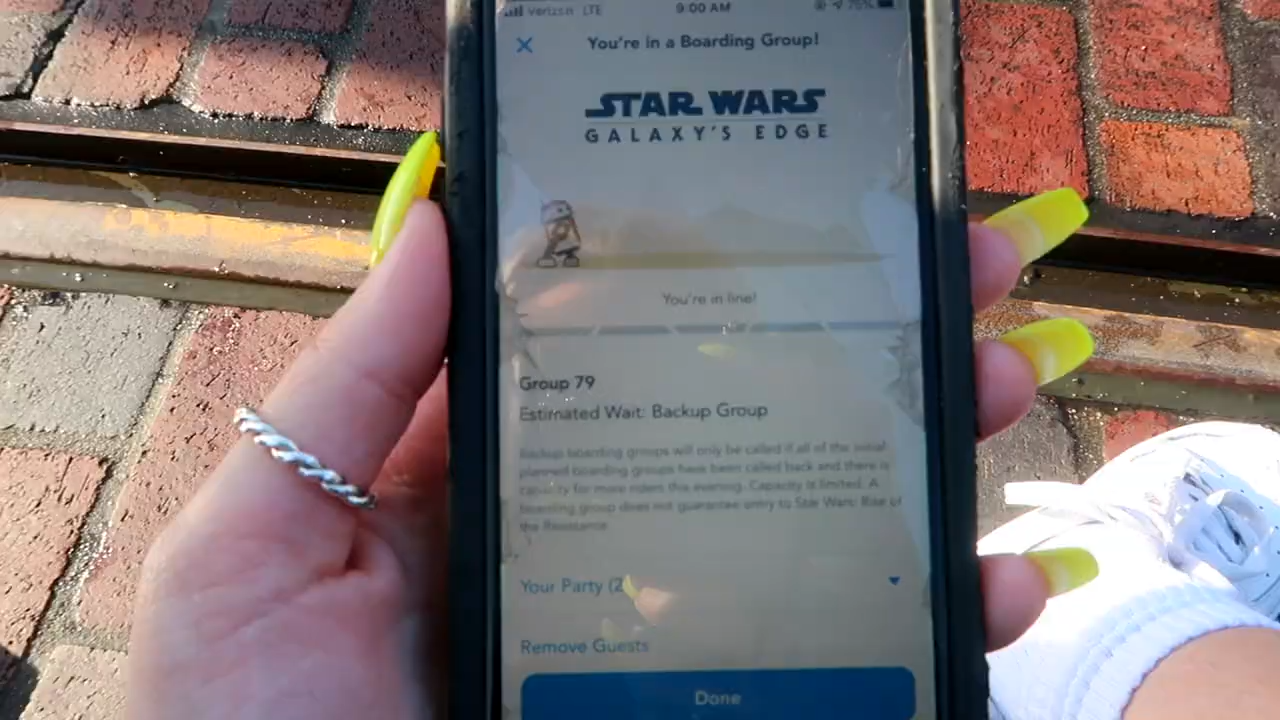 verizon LTE 9:00 AM 75%
You're in a Boarding Group!
STAR WARS
GALAXY'S EDGE
You're in line!
Group 79
Estimated Wait: Backup Group
Backup boarding groups will only be called if all of the initial
planned boarding groups have been called back and there is
capacity for more riders this evening. Capacity is limited. A
boarding group does not guarantee entry to Star Wars: Rise of
the Resistance.
Your Party (2
Remove Guests
Done